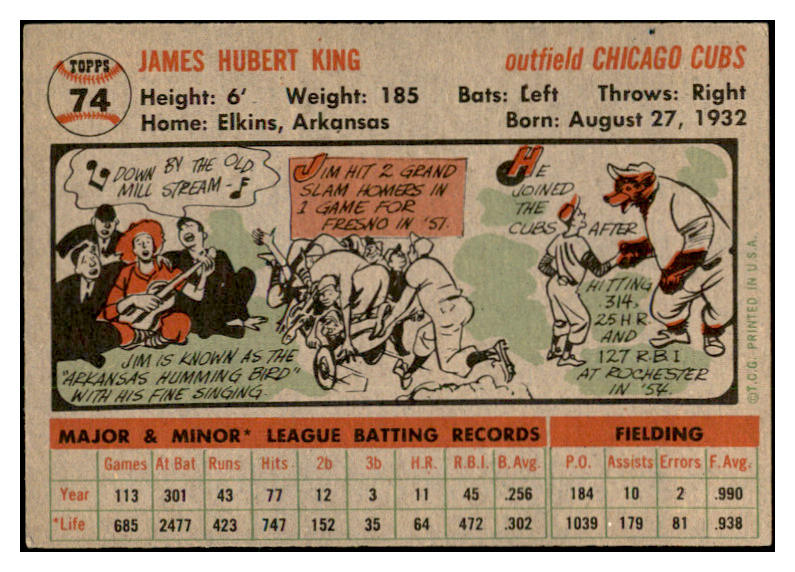 TOPPS
74
JAMES HUBERT KING
outfield CHICAGO CUBS
Height: 6' Weight: 185 Bats: Left Throws: Right
Home: Elkins, Arkansas
Born: August 27, 1932
DOWN BY THE OLD
MILL STREAM-
JIM IS KNOWN AS THE
"ARKANSAS HUMMING BIRD"
WITH HIS FINE SINGING.
JIM HIT 2 GRAND
SLAM HOMERS IN
1 GAME FOR
FRESNO IN '51.
HE
JOINED
THE
CUBS AFTER
HITTING
.314,
25 H R
AND
127 R.B.I.
AT ROCHESTER
IN '54.
©T.C.G. PRINTED IN U.S.A.
MAJOR & MINOR* LEAGUE BATTING RECORDS FIELDING
Games At Bat Runs Hits 2b 3b H.R. R.B.I. B. Avg. P.O. Assists Errors F. Avg.
Year 113 301 43 77 12 3 11 45 .256 184 10 2 .990
*Life 685 2477 423 747 152 35 64 472 .302 1039 179 81 .938